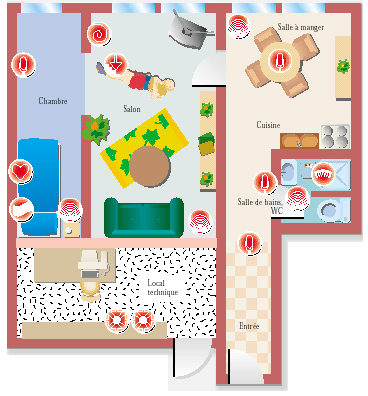 Salle à manger
Chambre
Salon
Cuisine
Salle de bains,
WC
Local
technique
Entrée